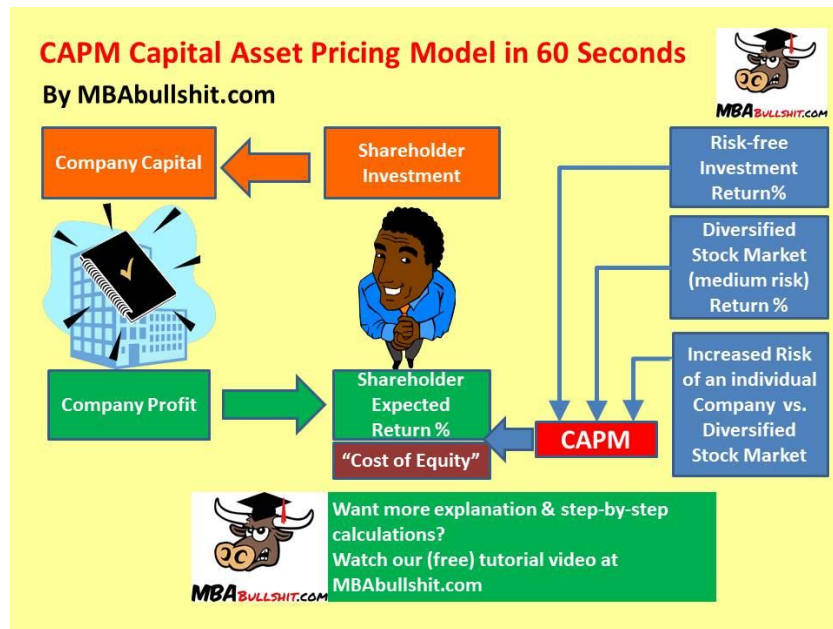 CAPM Capital Asset Pricing Model in 60 Seconds
By MBAbullshit.com
MBABULLSHIT.COM
Company Capital
Shareholder
Investment
Risk-free
Investment
Return%
Diversified
Stock Market
(medium risk)
Return %
Company Profit
Shareholder
Expected
Return %
"Cost of Equity"
CAPM
Increased Risk
of an individual
Company vs.
Diversified
Stock Market
MBABULLSHIT.COM
Want more explanation & step-by-step
calculations?
Watch our (free) tutorial video at
MBAbullshit.com